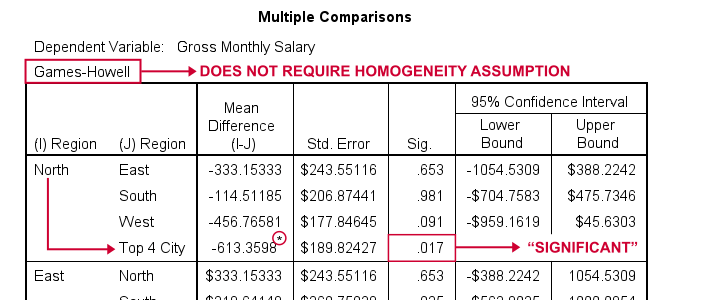 Multiple Comparisons
Dependent Variable: Gross Monthly Salary
Games-Howell DOES NOT REQUIRE HOMOGENEITY ASSUMPTION
95% Confidence Interval
Mean
Difference Lower Upper
(I) Region (J) Region (I-J) Std. Error Sig. Bound Bound
North East -333.15333 $243.55116 .653 -1054.5309 $388.2242
South -114.51185 $206.87441 .981 -$704.7583 $475.7346
West -456.76581 $177.84645 .091 -$959.1619 $45.6303
Top 4 City -613.3598* $189.82427 .017 "SIGNIFICANT"
East North $333.15333 $243.55116 .653 -$388.2242 1054.5309